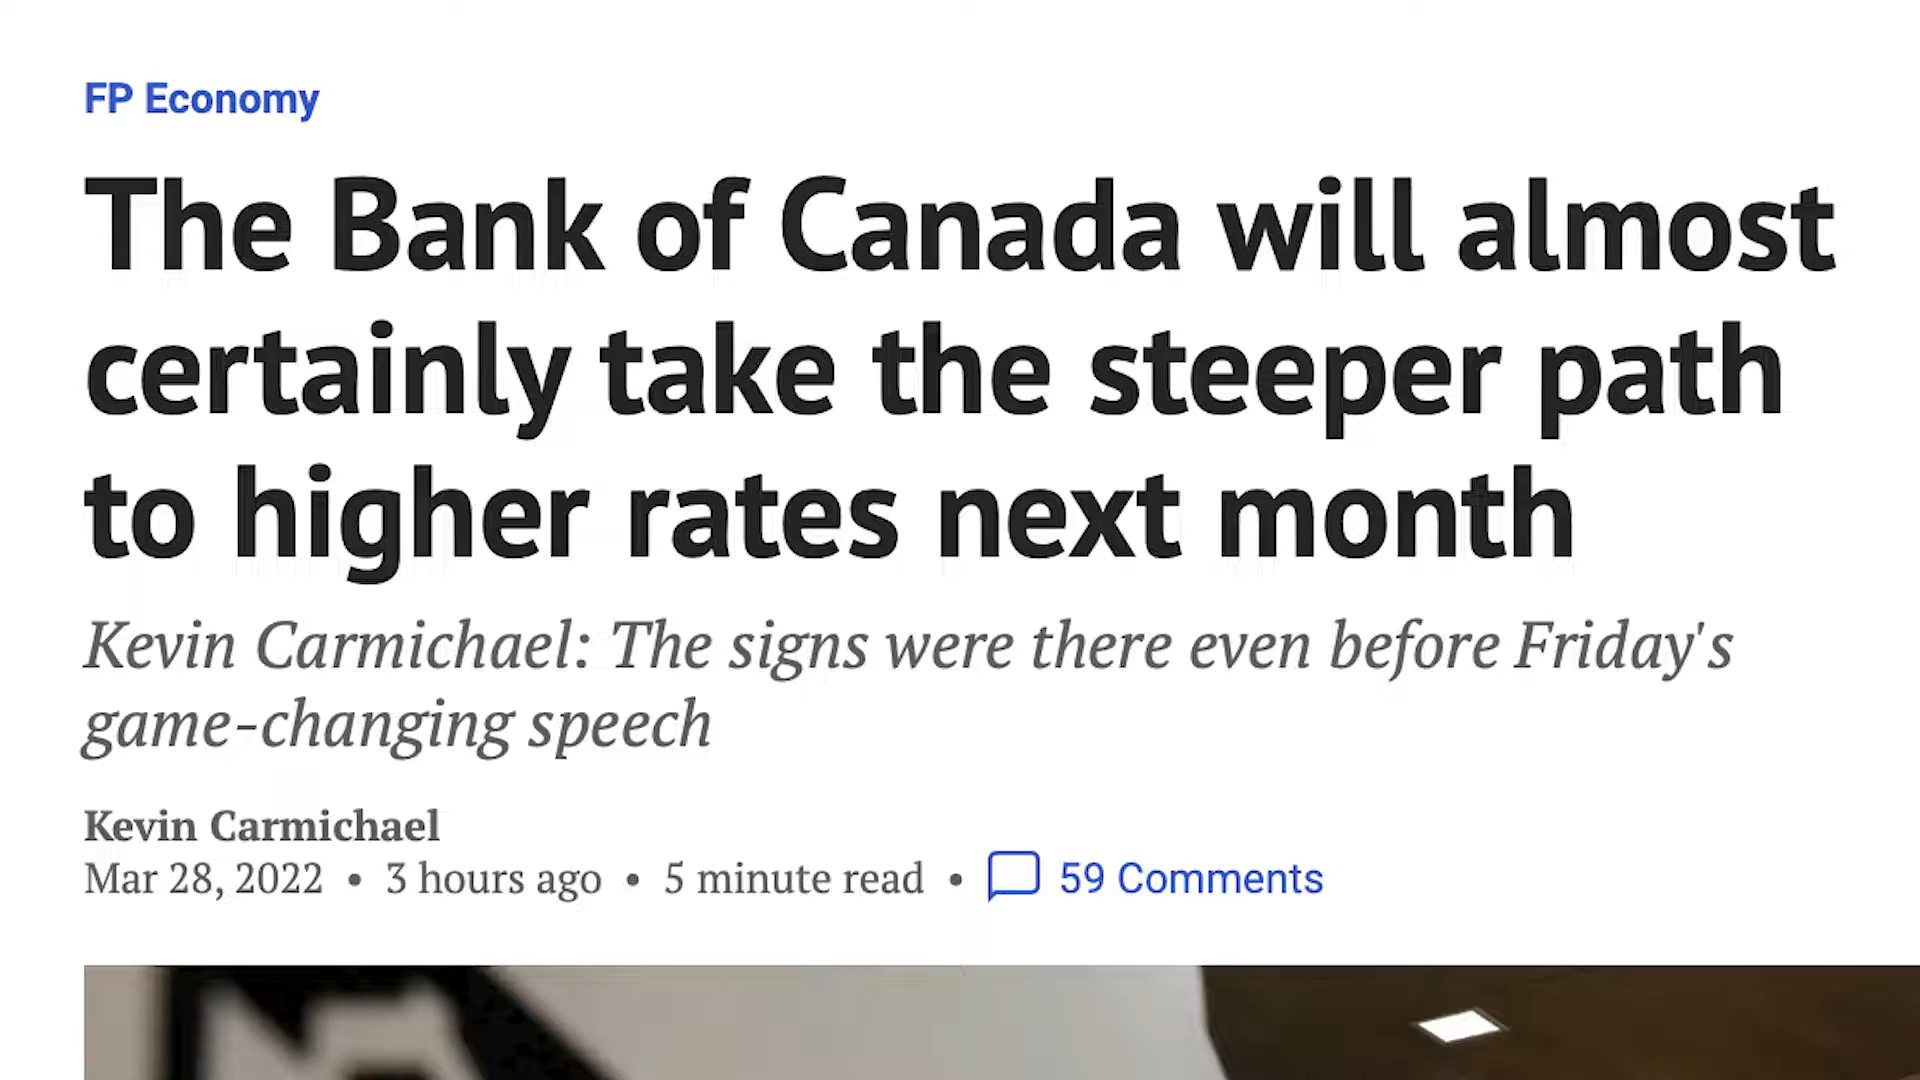 FP Economy
The Bank of Canada will almost
certainly take the steeper path
to higher rates next month
Kevin Carmichael: The signs were there even before Friday's
game-changing speech
Kevin Carmichael
Mar 28, 2022 • 3 hours ago • 5 minute read • 59 Comments